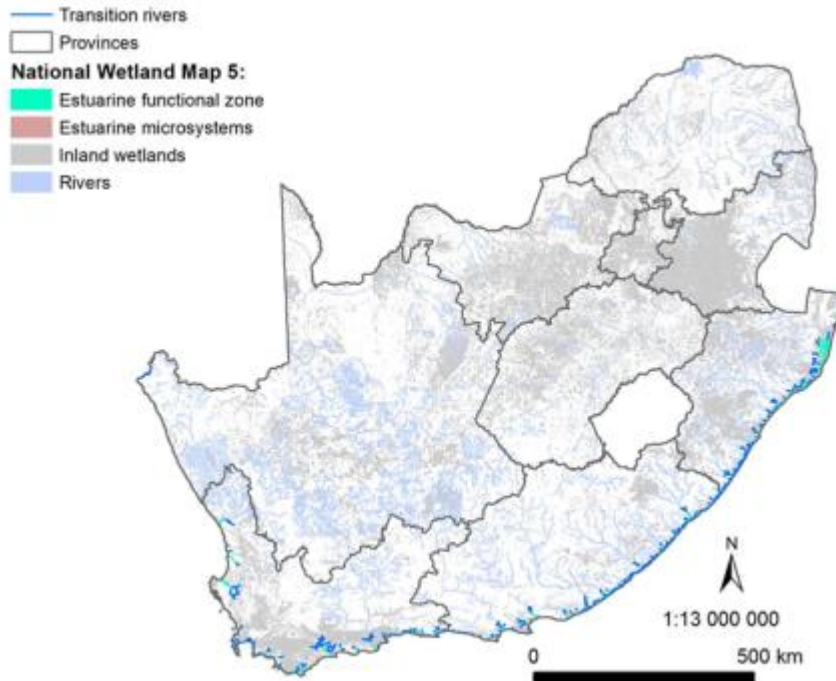 Transition rivers
Provinces
National Wetland Map 5:
Estuarine functional zone
Estuarine microsystems
Inland wetlands
Rivers
N
1:13 000 000
0 500 km